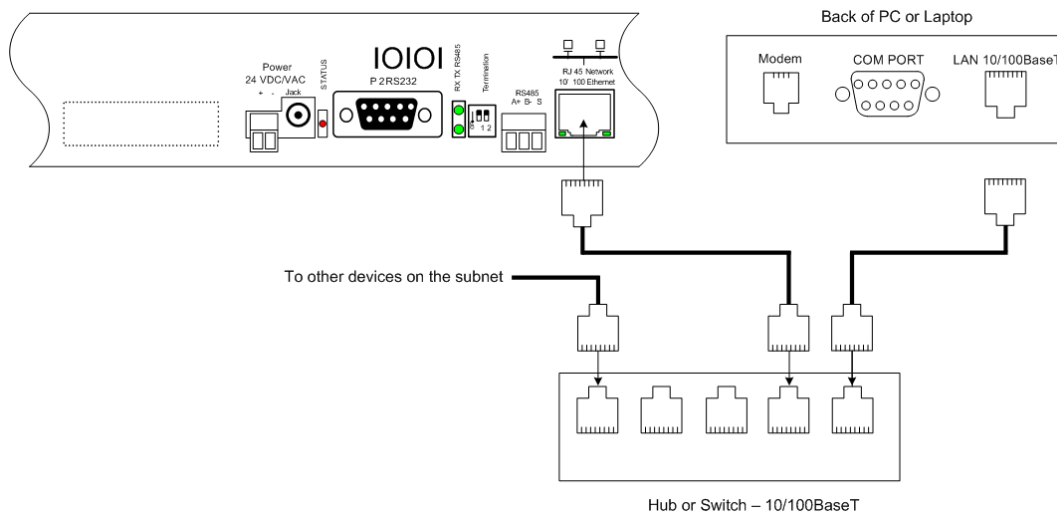 Back of PC or Laptop
IOIOI
Power
24 VDC/VAC
+ -
Jack
STATUS
P 2 RS232
RX TX RS485
Termination
ON
1 2
RS485
A+ B- S
RJ 45 Network
10/ 100 Ethernet
Modem
COM PORT
LAN 10/100BaseT
To other devices on the subnet
Hub or Switch – 10/100BaseT